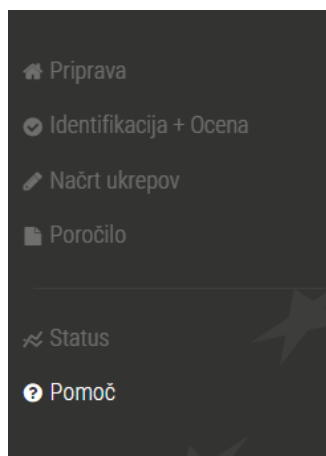 Priprava
Identifikacija + Ocena
Načrt ukrepov
Poročilo
Status
Pomoč